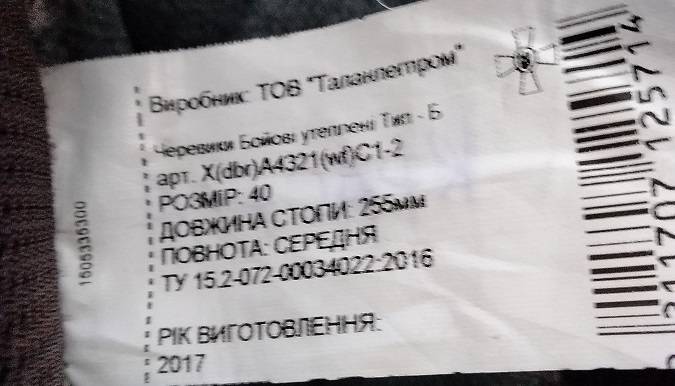 Виробник: ТОВ "Таланлегпром"
Черевики Бойові утеплені Тип - Б
арт. X(dbr)A4321(wf)C1-2
РОЗМІР: 40
ДОВЖИНА СТОПИ: 255мм
ПОВНОТА: СЕРЕДНЯ
ТУ 15.2-072-00034022:2016
РІК ВИГОТОВЛЕННЯ:
2017
1606336300